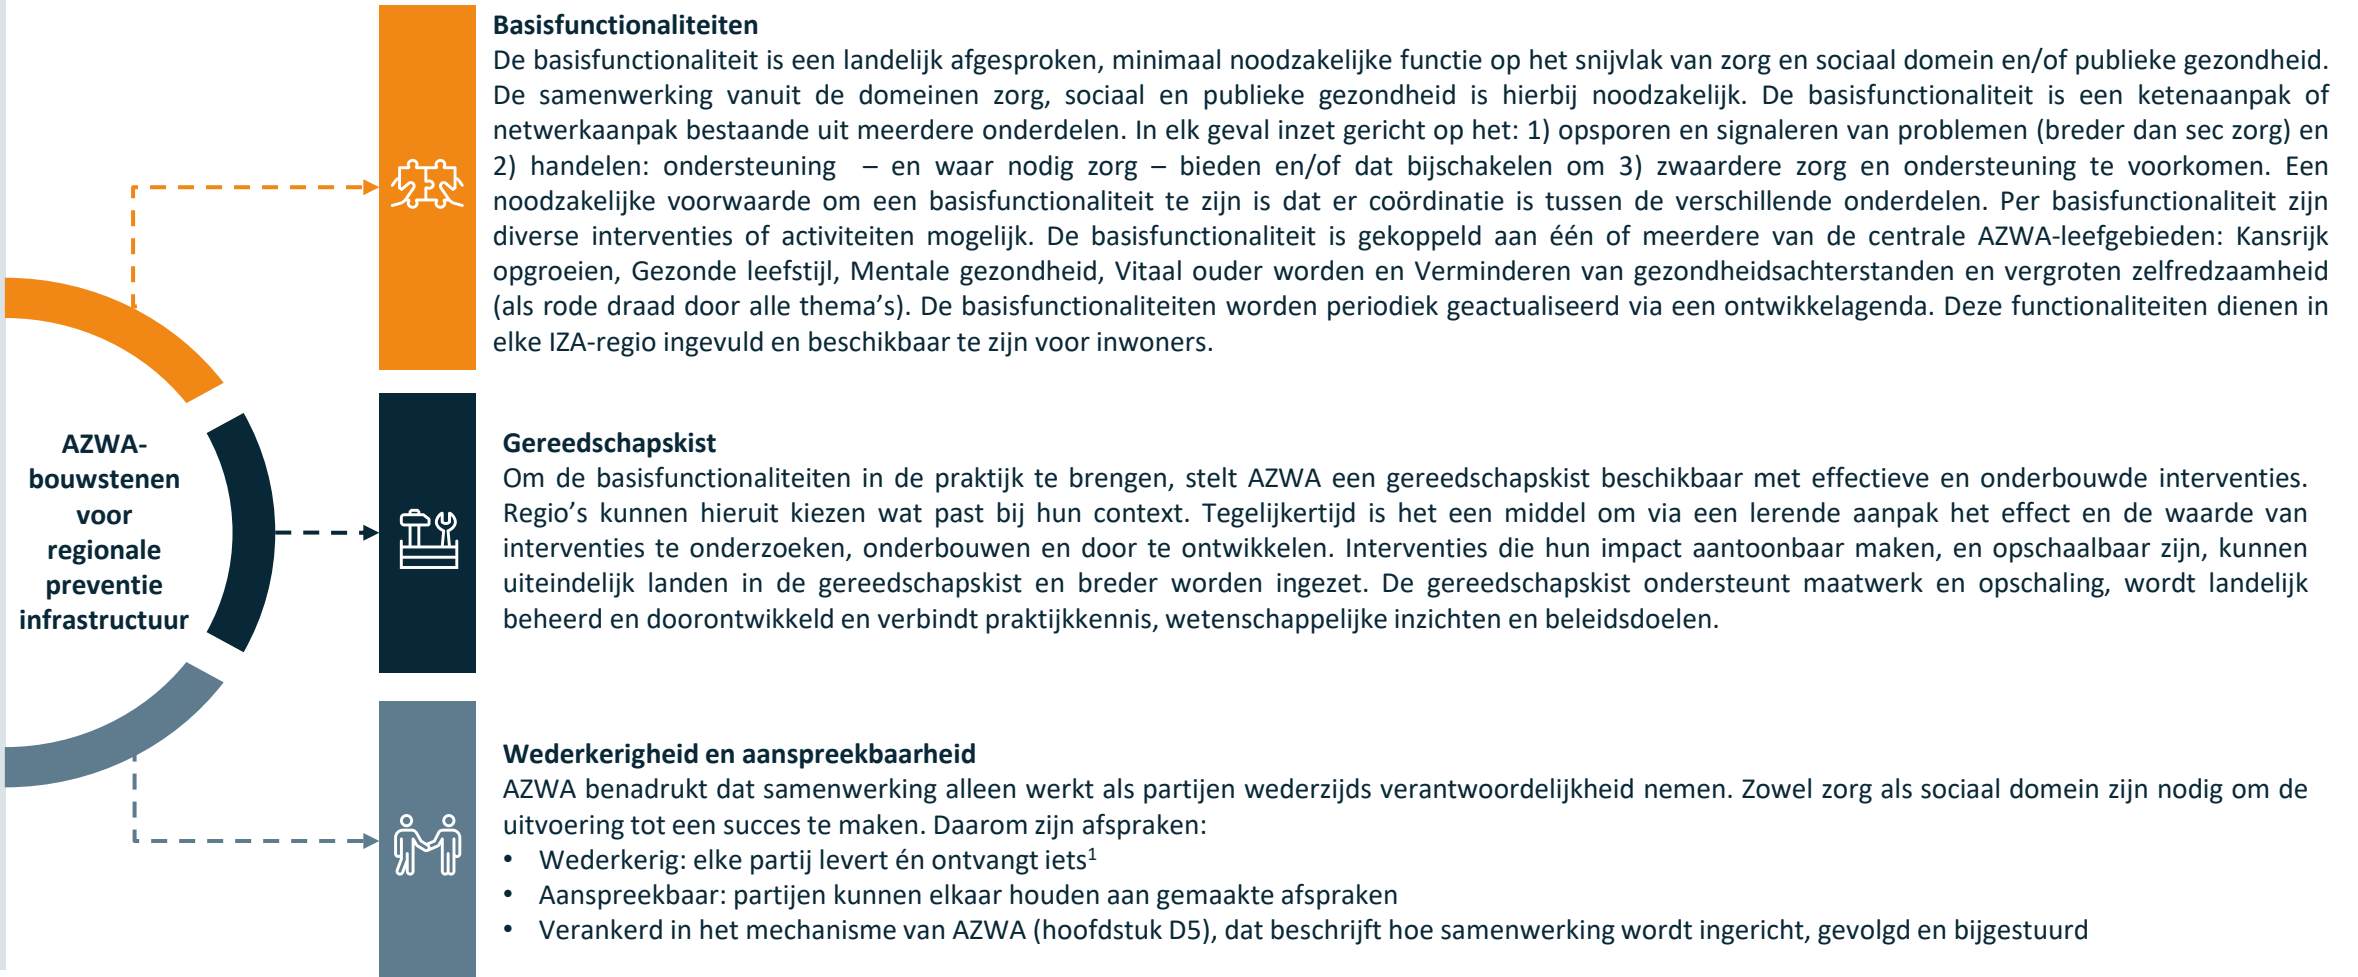 Basisfunctionaliteiten
De basisfunctionaliteit is een landelijk afgesproken, minimaal noodzakelijke functie op het snijvlak van zorg en sociaal domein en/of publieke gezondheid.
De samenwerking vanuit de domeinen zorg, sociaal en publieke gezondheid is hierbij noodzakelijk. De basisfunctionaliteit is een ketenaanpak of
netwerkaanpak bestaande uit meerdere onderdelen. In elk geval inzet gericht op het: 1) opsporen en signaleren van problemen (breder dan sec zorg) en
2) handelen: ondersteuning – en waar nodig zorg – bieden en/of dat bijschakelen om 3) zwaardere zorg en ondersteuning te voorkomen. Een
noodzakelijke voorwaarde om een basisfunctionaliteit te zijn is dat er coördinatie is tussen de verschillende onderdelen. Per basisfunctionaliteit zijn
diverse interventies of activiteiten mogelijk. De basisfunctionaliteit is gekoppeld aan één of meerdere van de centrale AZWA-leefgebieden: Kansrijk
opgroeien, Gezonde leefstijl, Mentale gezondheid, Vitaal ouder worden en Verminderen van gezondheidsachterstanden en vergroten zelfredzaamheid
(als rode draad door alle thema's). De basisfunctionaliteiten worden periodiek geactualiseerd via een ontwikkelagenda. Deze functionaliteiten dienen in
elke IZA-regio ingevuld en beschikbaar te zijn voor inwoners.
AZWA-
bouwstenen
voor
regionale
preventie
infrastructuur
Gereedschapskist
Om de basisfunctionaliteiten in de praktijk te brengen, stelt AZWA een gereedschapskist beschikbaar met effectieve en onderbouwde interventies.
Regio's kunnen hieruit kiezen wat past bij hun context. Tegelijkertijd is het een middel om via een lerende aanpak het effect en de waarde van
interventies te onderzoeken, onderbouwen en door te ontwikkelen. Interventies die hun impact aantoonbaar maken, en opschaalbaar zijn, kunnen
uiteindelijk landen in de gereedschapskist en breder worden ingezet. De gereedschapskist ondersteunt maatwerk en opschaling, wordt landelijk
beheerd en doorontwikkeld en verbindt praktijkkennis, wetenschappelijke inzichten en beleidsdoelen.
Wederkerigheid en aanspreekbaarheid
AZWA benadrukt dat samenwerking alleen werkt als partijen wederzijds verantwoordelijkheid nemen. Zowel zorg als sociaal domein zijn nodig om de
uitvoering tot een succes te maken. Daarom zijn afspraken:
• Wederkerig: elke partij levert én ontvangt iets¹
• Aanspreekbaar: partijen kunnen elkaar houden aan gemaakte afspraken
• Verankerd in het mechanisme van AZWA (hoofdstuk D5), dat beschrijft hoe samenwerking wordt ingericht, gevolgd en bijgestuurd